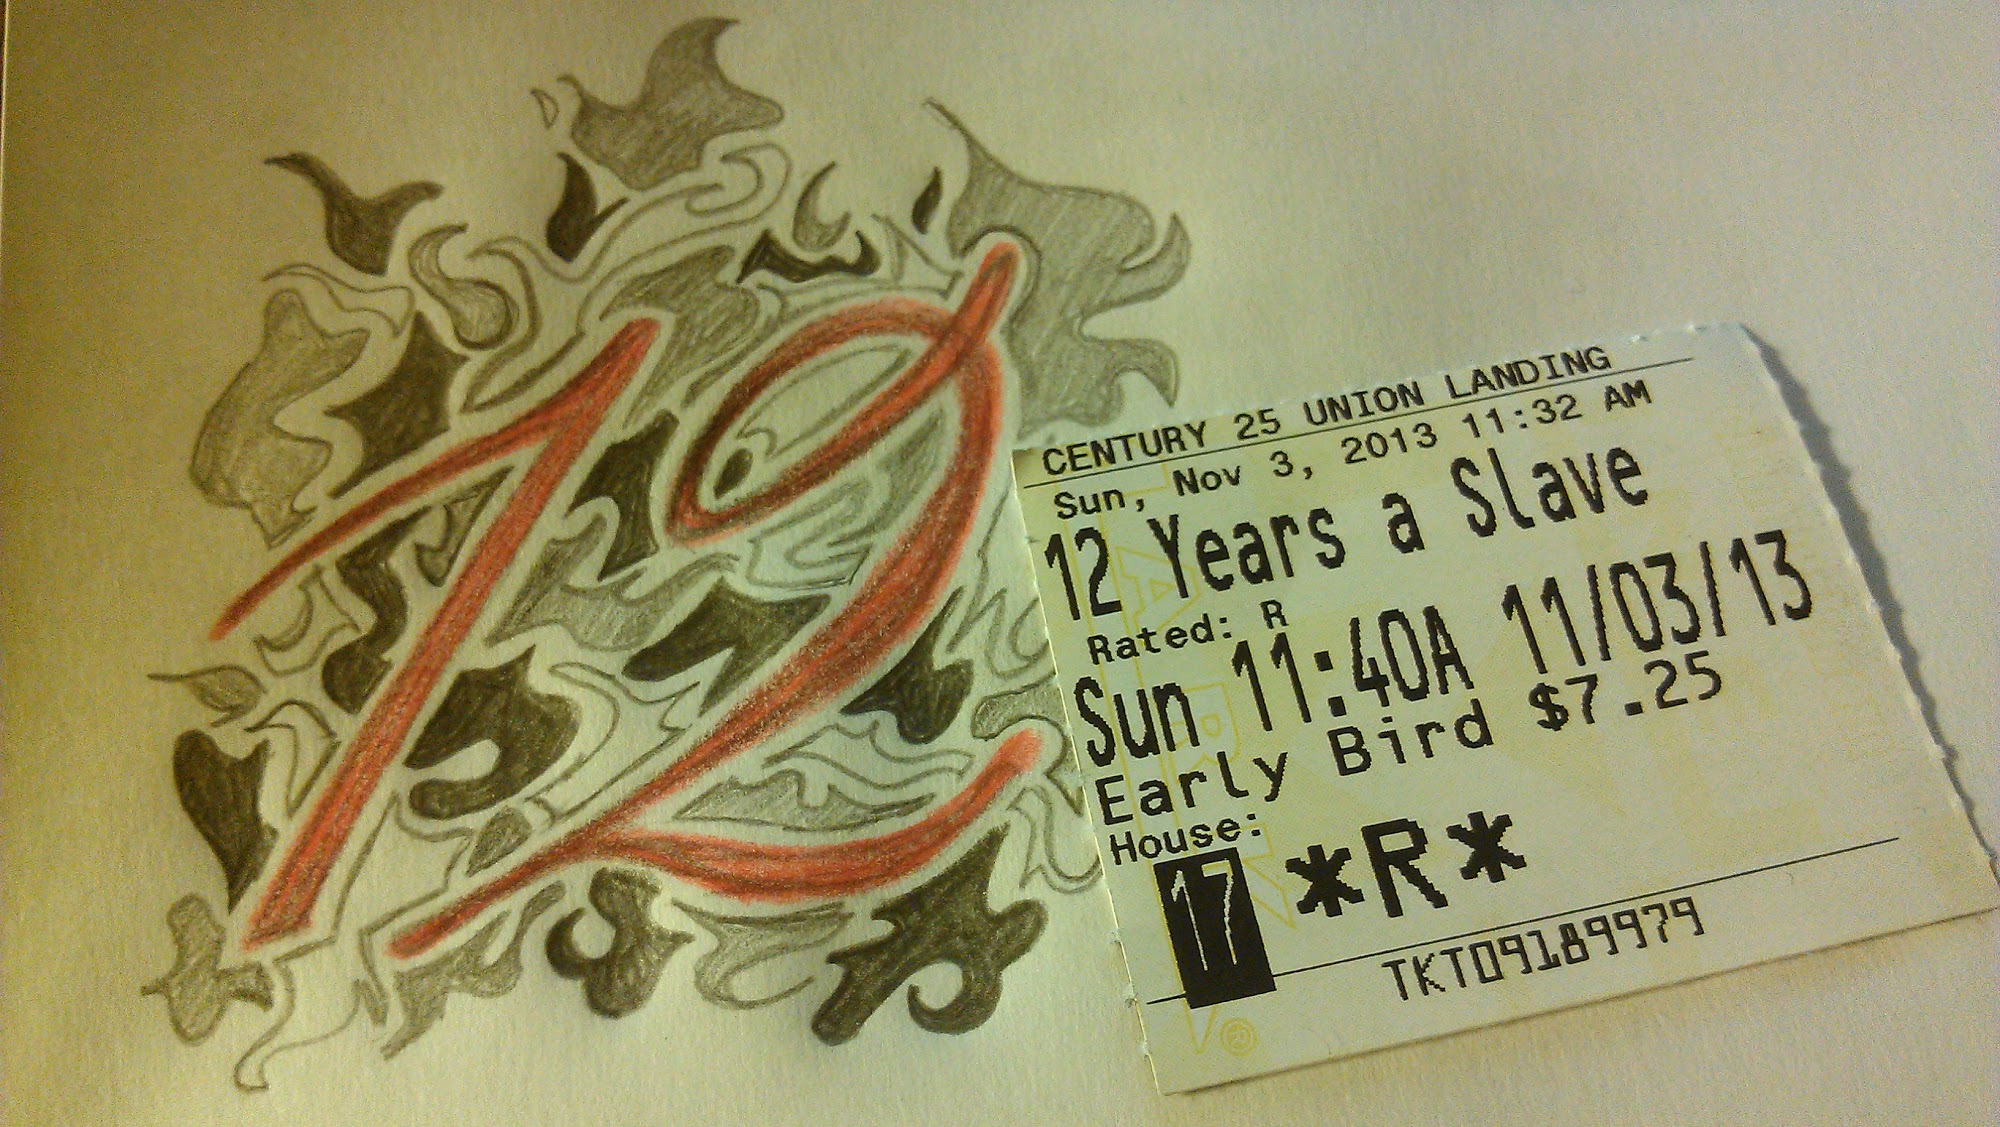 12
CENTURY 25 UNION LANDING
Sun, Nov 3, 2013 11:32 AM
12 Years a Slave
Rated: R
Sun 11:40A 11/03/13
Early Bird $7.25
House:
17 *R*
TKT09189979